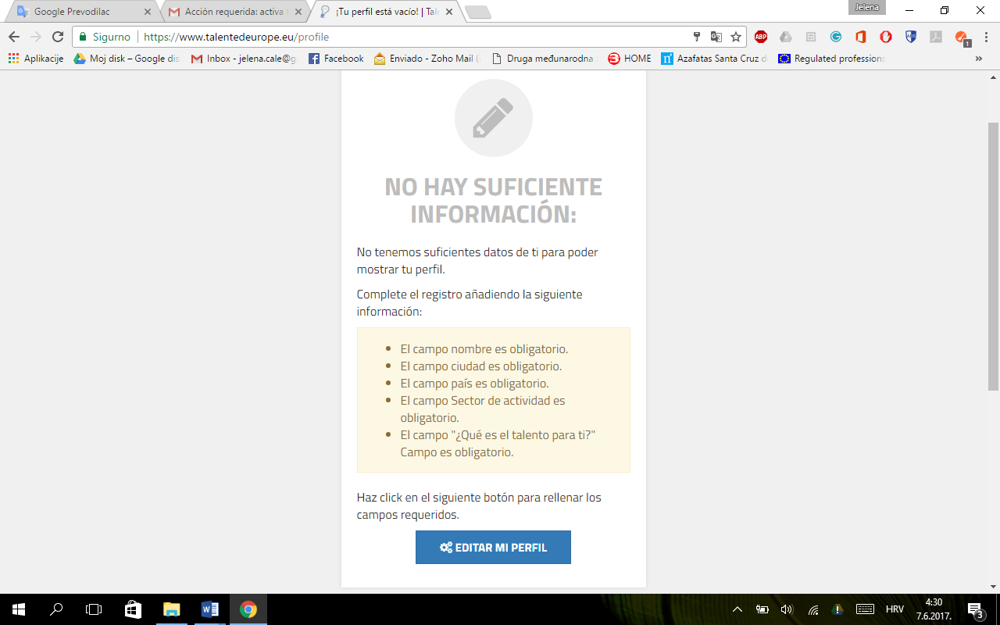 Google Prevodilac
Acción requerida: activa
¡Tu perfil está vacío! | Tal
Jelena
Sigurno
https://www.talentedeurope.eu/profile
ABP
1
Aplikacije
Moj disk – Google dis
Inbox - jelena.cale@g
Facebook
Enviado - Zoho Mail (
Druga međunarodna
HOME
Azafatas Santa Cruz d
Regulated professions
»
NO HAY SUFICIENTE
INFORMACIÓN:
No tenemos suficientes datos de ti para poder
mostrar tu perfil.
Complete el registro añadiendo la siguiente
información:
El campo nombre es obligatorio.
El campo ciudad es obligatorio.
El campo país es obligatorio.
El campo Sector de actividad es
obligatorio.
El campo "¿Qué es el talento para ti?"
Campo es obligatorio.
Haz click en el siguiente botón para rellenar los
campos requeridos.
EDITAR MI PERFIL
HRV
4:30
7.6.2017.
3